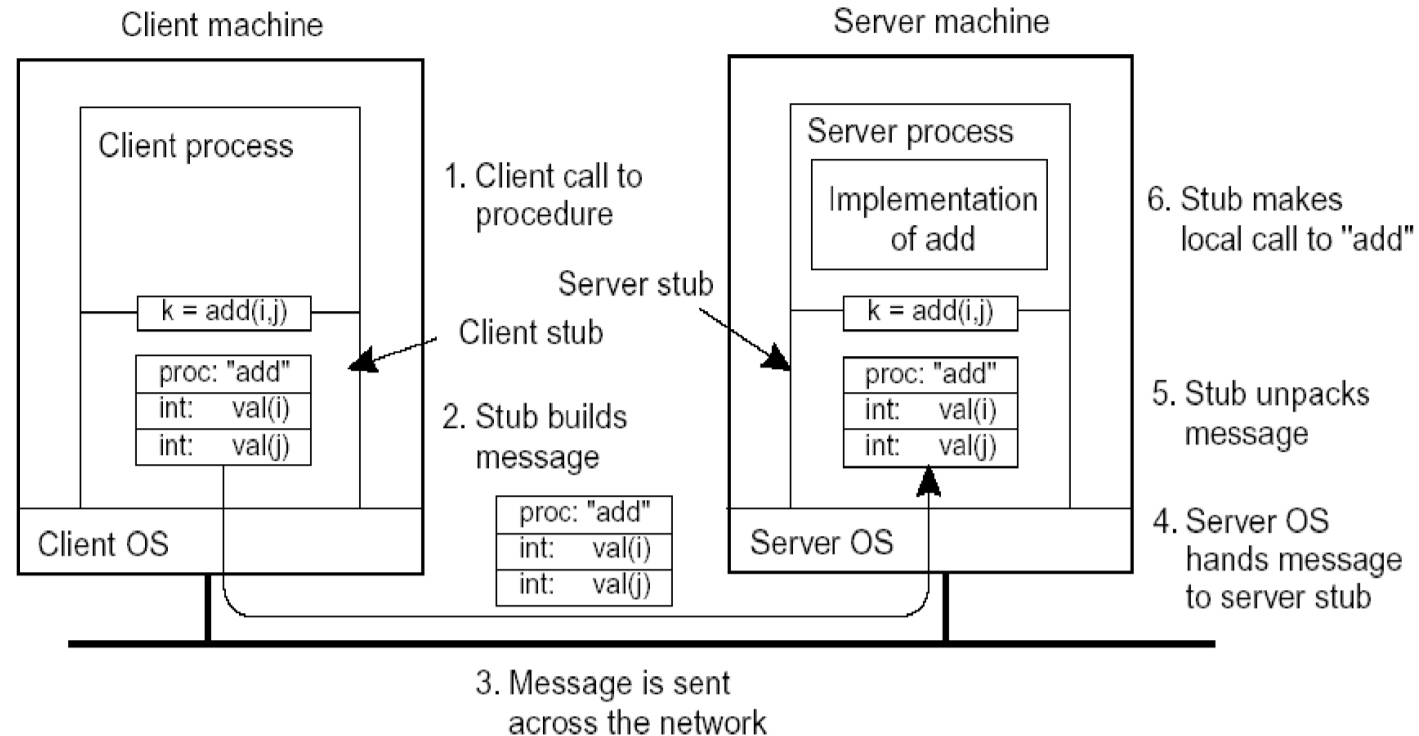 Client machine
Server machine
Client process
1. Client call to
procedure
k = add(i,j)
Client stub
proc: "add"
int: val(i)
int: val(j)
2. Stub builds
message
proc: "add"
int: val(i)
int: val(j)
Client OS
3. Message is sent
across the network
Server process
Implementation
of add
6. Stub makes
local call to "add"
Server stub
k = add(i,j)
proc: "add"
int: val(i)
int: val(j)
5. Stub unpacks
message
Server OS
4. Server OS
hands message
to server stub